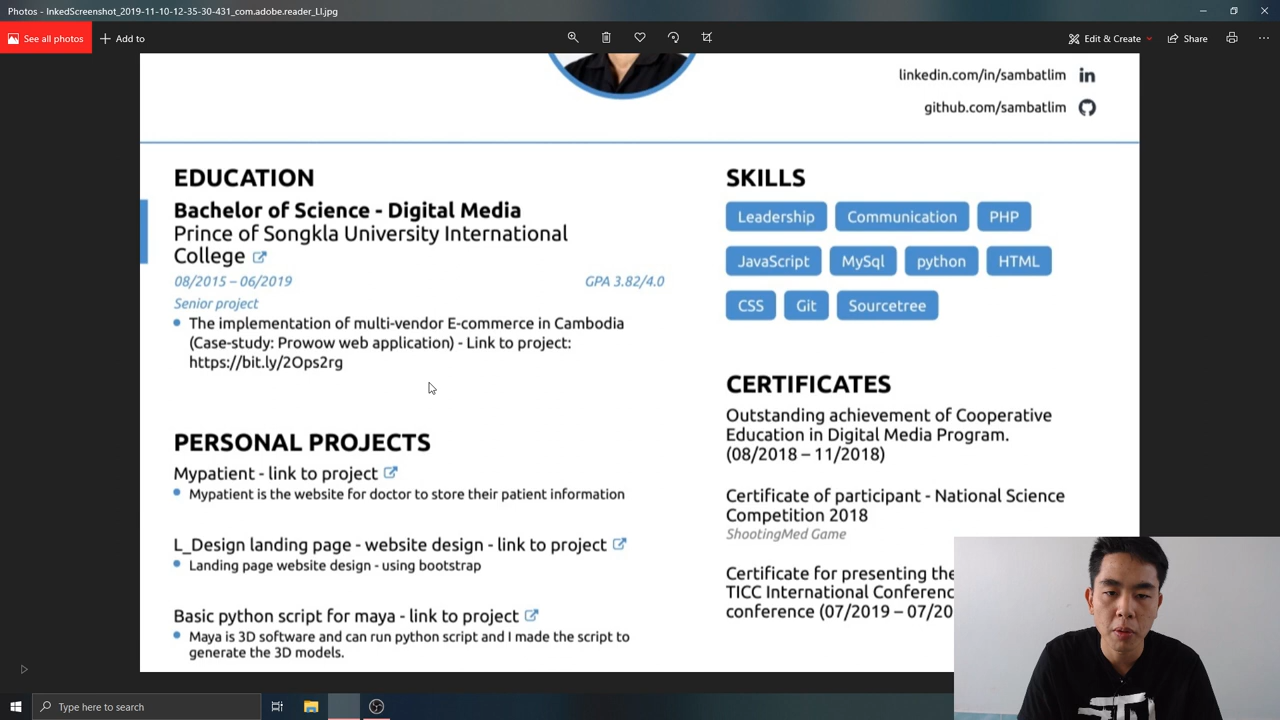 Photos - InkedScreenshot_2019-11-10-12-35-30-431_com.adobe.reader_LI.jpg
See all photos
Add to
Edit & Create
Share
linkedin.com/in/sambatlim
github.com/sambatlim
EDUCATION
Bachelor of Science - Digital Media
Prince of Songkla University International
College
08/2015 – 06/2019
GPA 3.82/4.0
Senior project
The implementation of multi-vendor E-commerce in Cambodia
(Case-study: Prowow web application) - Link to project:
https://bit.ly/2Ops2rg
PERSONAL PROJECTS
Mypatient - link to project
Mypatient is the website for doctor to store their patient information
L_Design landing page - website design - link to project
Landing page website design - using bootstrap
Basic python script for maya - link to project
Maya is 3D software and can run python script and I made the script to
generate the 3D models.
SKILLS
Leadership
Communication
PHP
JavaScript
MySql
python
HTML
CSS
Git
Sourcetree
CERTIFICATES
Outstanding achievement of Cooperative
Education in Digital Media Program.
(08/2018 – 11/2018)
Certificate of participant - National Science
Competition 2018
ShootingMed Game
Certificate for presenting the
TICC International
conference (07/2019 –
Type here to search